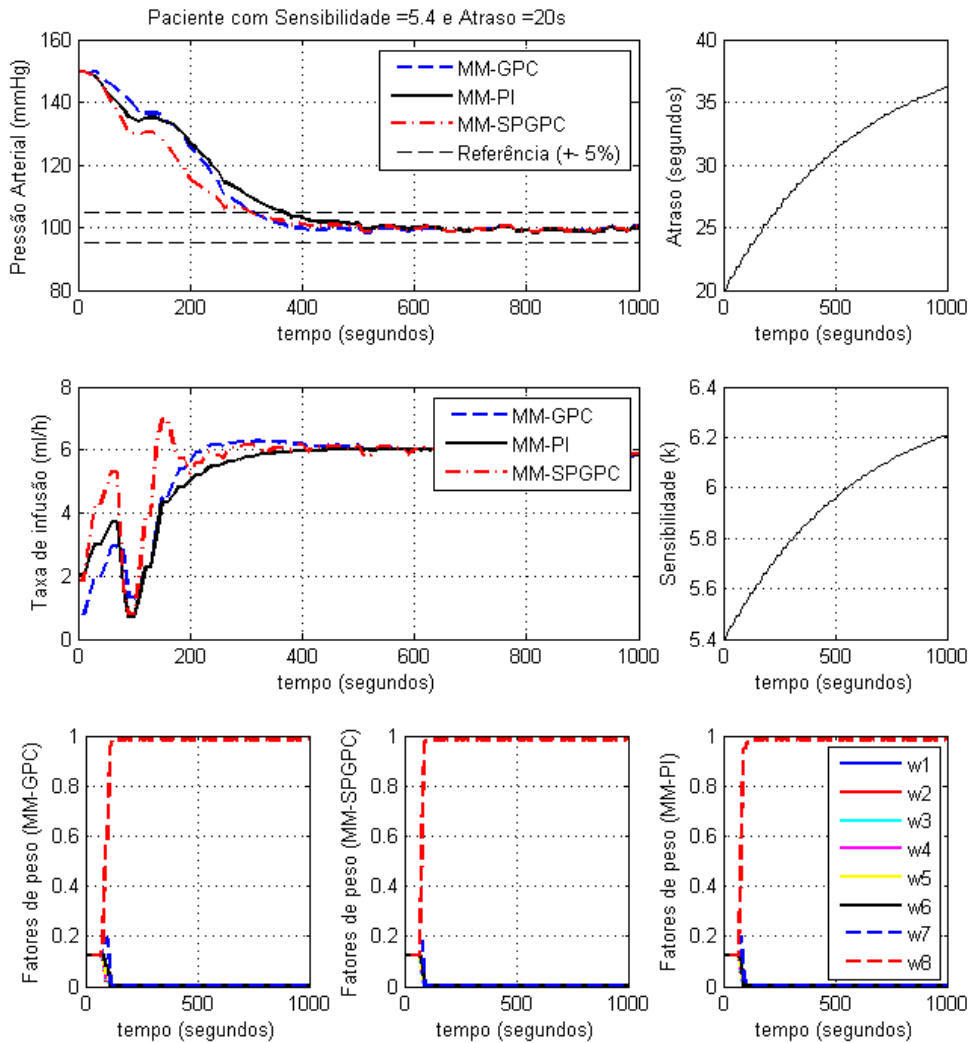 Paciente com Sensibilidade =5.4 e Atraso =20s
Pressão Arterial (mmHg)
160
140
120
100
80
MM-GPC
MM-PI
MM-SPGPC
Referência (+- 5%)
0
200
400
600
800
1000
tempo (segundos)
Atraso (segundos)
40
35
30
25
20
0
500
1000
tempo (segundos)
Taxa de infusão (ml/h)
8
6
4
2
0
MM-GPC
MM-PI
MM-SPGPC
0
200
400
600
800
1000
tempo (segundos)
Sensibilidade (k)
6.4
6.2
6
5.8
5.6
5.4
0
500
1000
tempo (segundos)
Fatores de peso (MM-GPC)
1
0.8
0.6
0.4
0.2
0
0
500
1000
tempo (segundos)
Fatores de peso (MM-SPGPC)
1
0.8
0.6
0.4
0.2
0
0
500
1000
tempo (segundos)
Fatores de peso (MM-PI)
1
0.8
0.6
0.4
0.2
0
w1
w2
w3
w4
w5
w6
w7
w8
0
500
1000
tempo (segundos)